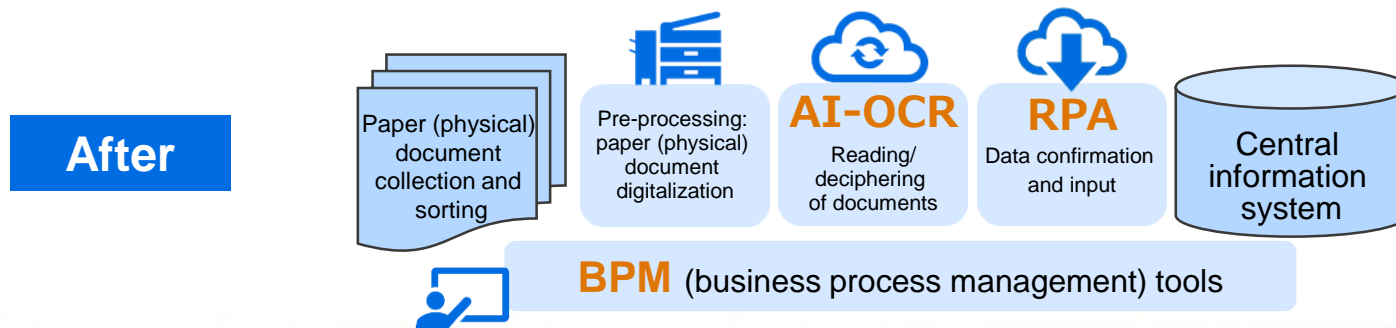 After
Paper (physical)
document
collection and
sorting
Pre-processing:
paper (physical)
document
digitalization
AI-OCR
Reading/
deciphering
of documents
RPA
Data confirmation
and input
Central
information
system
BPM (business process management) tools